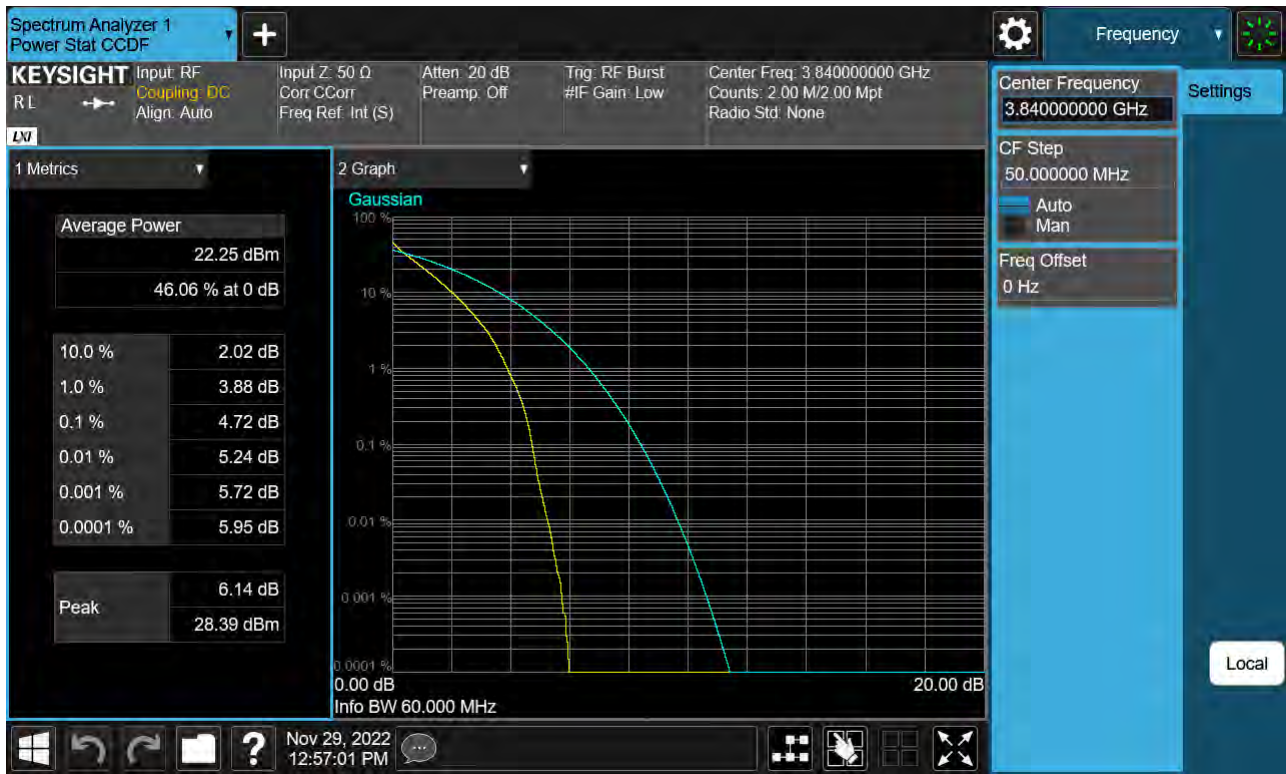 Spectrum Analyzer 1
Power Stat CCDF
Frequency
KEYSIGHT
RL
LXI
Input: RF
Coupling: DC
Align: Auto
Input Z: 50 Ω
Corr CCorr
Freq Ref: Int (S)
Atten: 20 dB
Preamp: Off
Trig: RF Burst
#IF Gain: Low
Center Freq: 3.840000000 GHz
Counts: 2.00 M/2.00 Mpt
Radio Std: None
Center Frequency
3.840000000 GHz
Settings
CF Step
50.000000 MHz
Auto
Man
Freq Offset
0 Hz
Local
1 Metrics
Average Power
22.25 dBm
46.06 % at 0 dB
10.0 % 2.02 dB
1.0 % 3.88 dB
0.1 % 4.72 dB
0.01 % 5.24 dB
0.001 % 5.72 dB
0.0001 % 5.95 dB
Peak 6.14 dB
28.39 dBm
2 Graph
Gaussian
100 %
10 %
1 %
0.1 %
0.01 %
0.001 %
0.0001 %
0.00 dB 20.00 dB
Info BW 60.000 MHz
?
Nov 29, 2022
12:57:01 PM